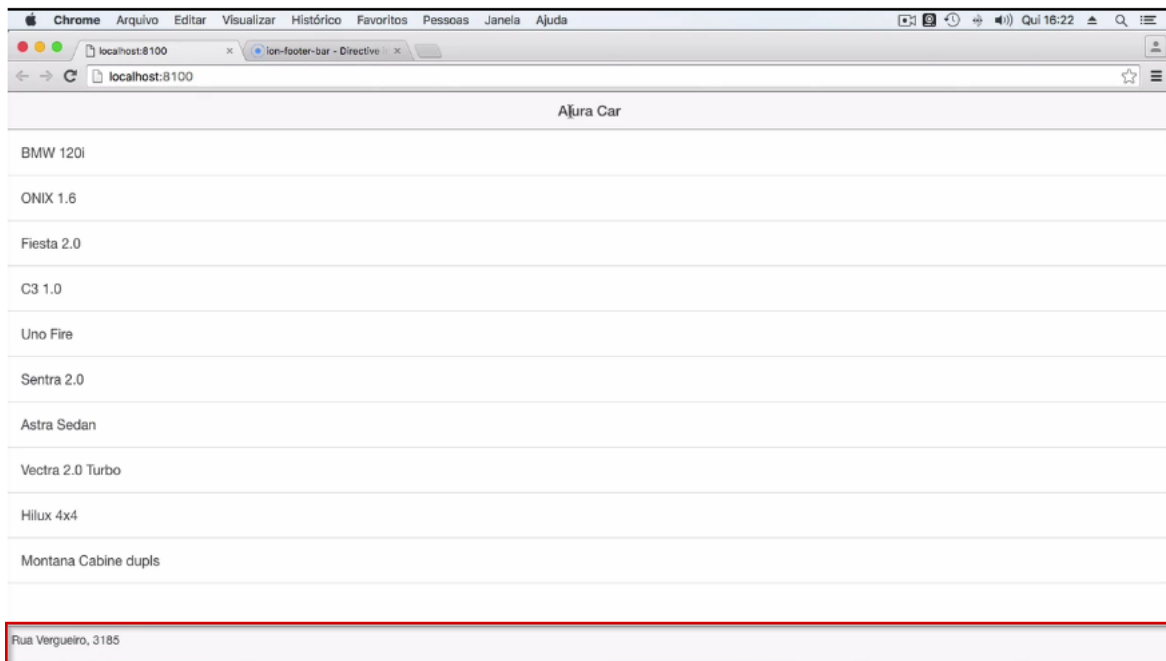 Chrome Arquivo Editar Visualizar Histórico Favoritos Pessoas Janela Ajuda Qui 16:22
localhost:8100 ion-footer-bar - Directive
localhost:8100
Alura Car
BMW 120i
ONIX 1.6
Fiesta 2.0
C3 1.0
Uno Fire
Sentra 2.0
Astra Sedan
Vectra 2.0 Turbo
Hilux 4x4
Montana Cabine dupls
Rua Vergueiro, 3185